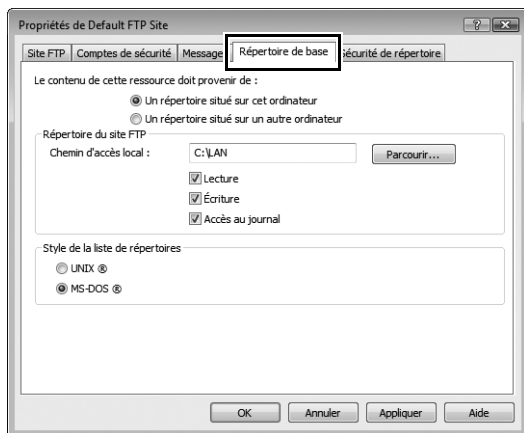 Propriétés de Default FTP Site
Site FTP Comptes de sécurité Message Répertoire de base Sécurité de répertoire
Le contenu de cette ressource doit provenir de :
Un répertoire situé sur cet ordinateur
Un répertoire situé sur un autre ordinateur
Répertoire du site FTP
Chemin d'accès local : C:\LAN Parcourir...
Lecture
Écriture
Accès au journal
Style de la liste de répertoires
UNIX ®
MS-DOS ®
OK Annuler Appliquer Aide